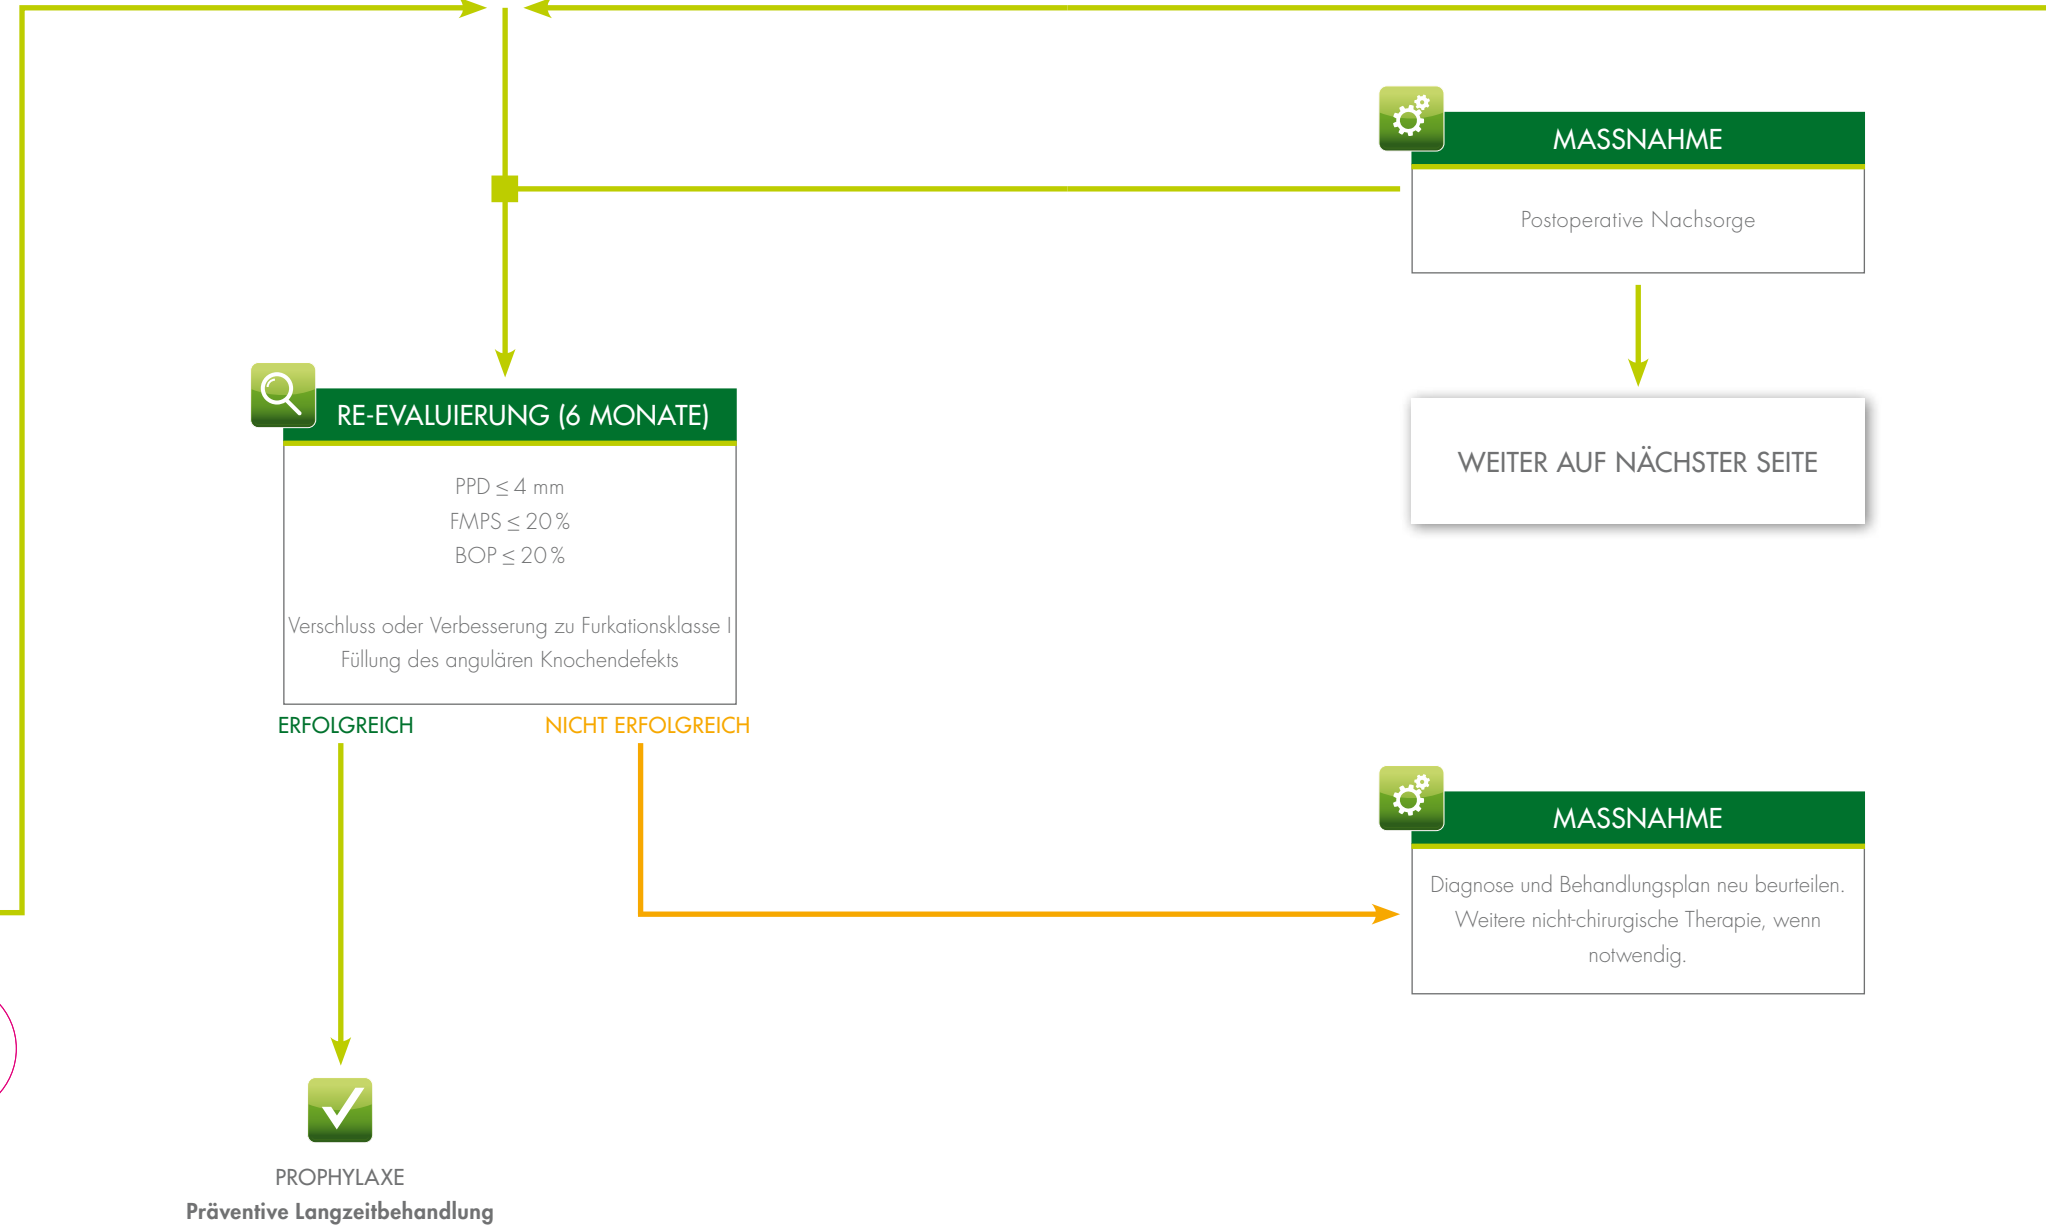 MASSNAHME
Postoperative Nachsorge
WEITER AUF NÄCHSTER SEITE
RE-EVALUIERUNG (6 MONATE)
PPD ≤ 4 mm
FMPS ≤ 20 %
BOP ≤ 20 %
Verschluss oder Verbesserung zu Furkationsklasse I
Füllung des angulären Knochendefekts
ERFOLGREICH
NICHT ERFOLGREICH
MASSNAHME
Diagnose und Behandlungsplan neu beurteilen.
Weitere nicht-chirurgische Therapie, wenn
notwendig.
PROPHYLAXE
Präventive Langzeitbehandlung